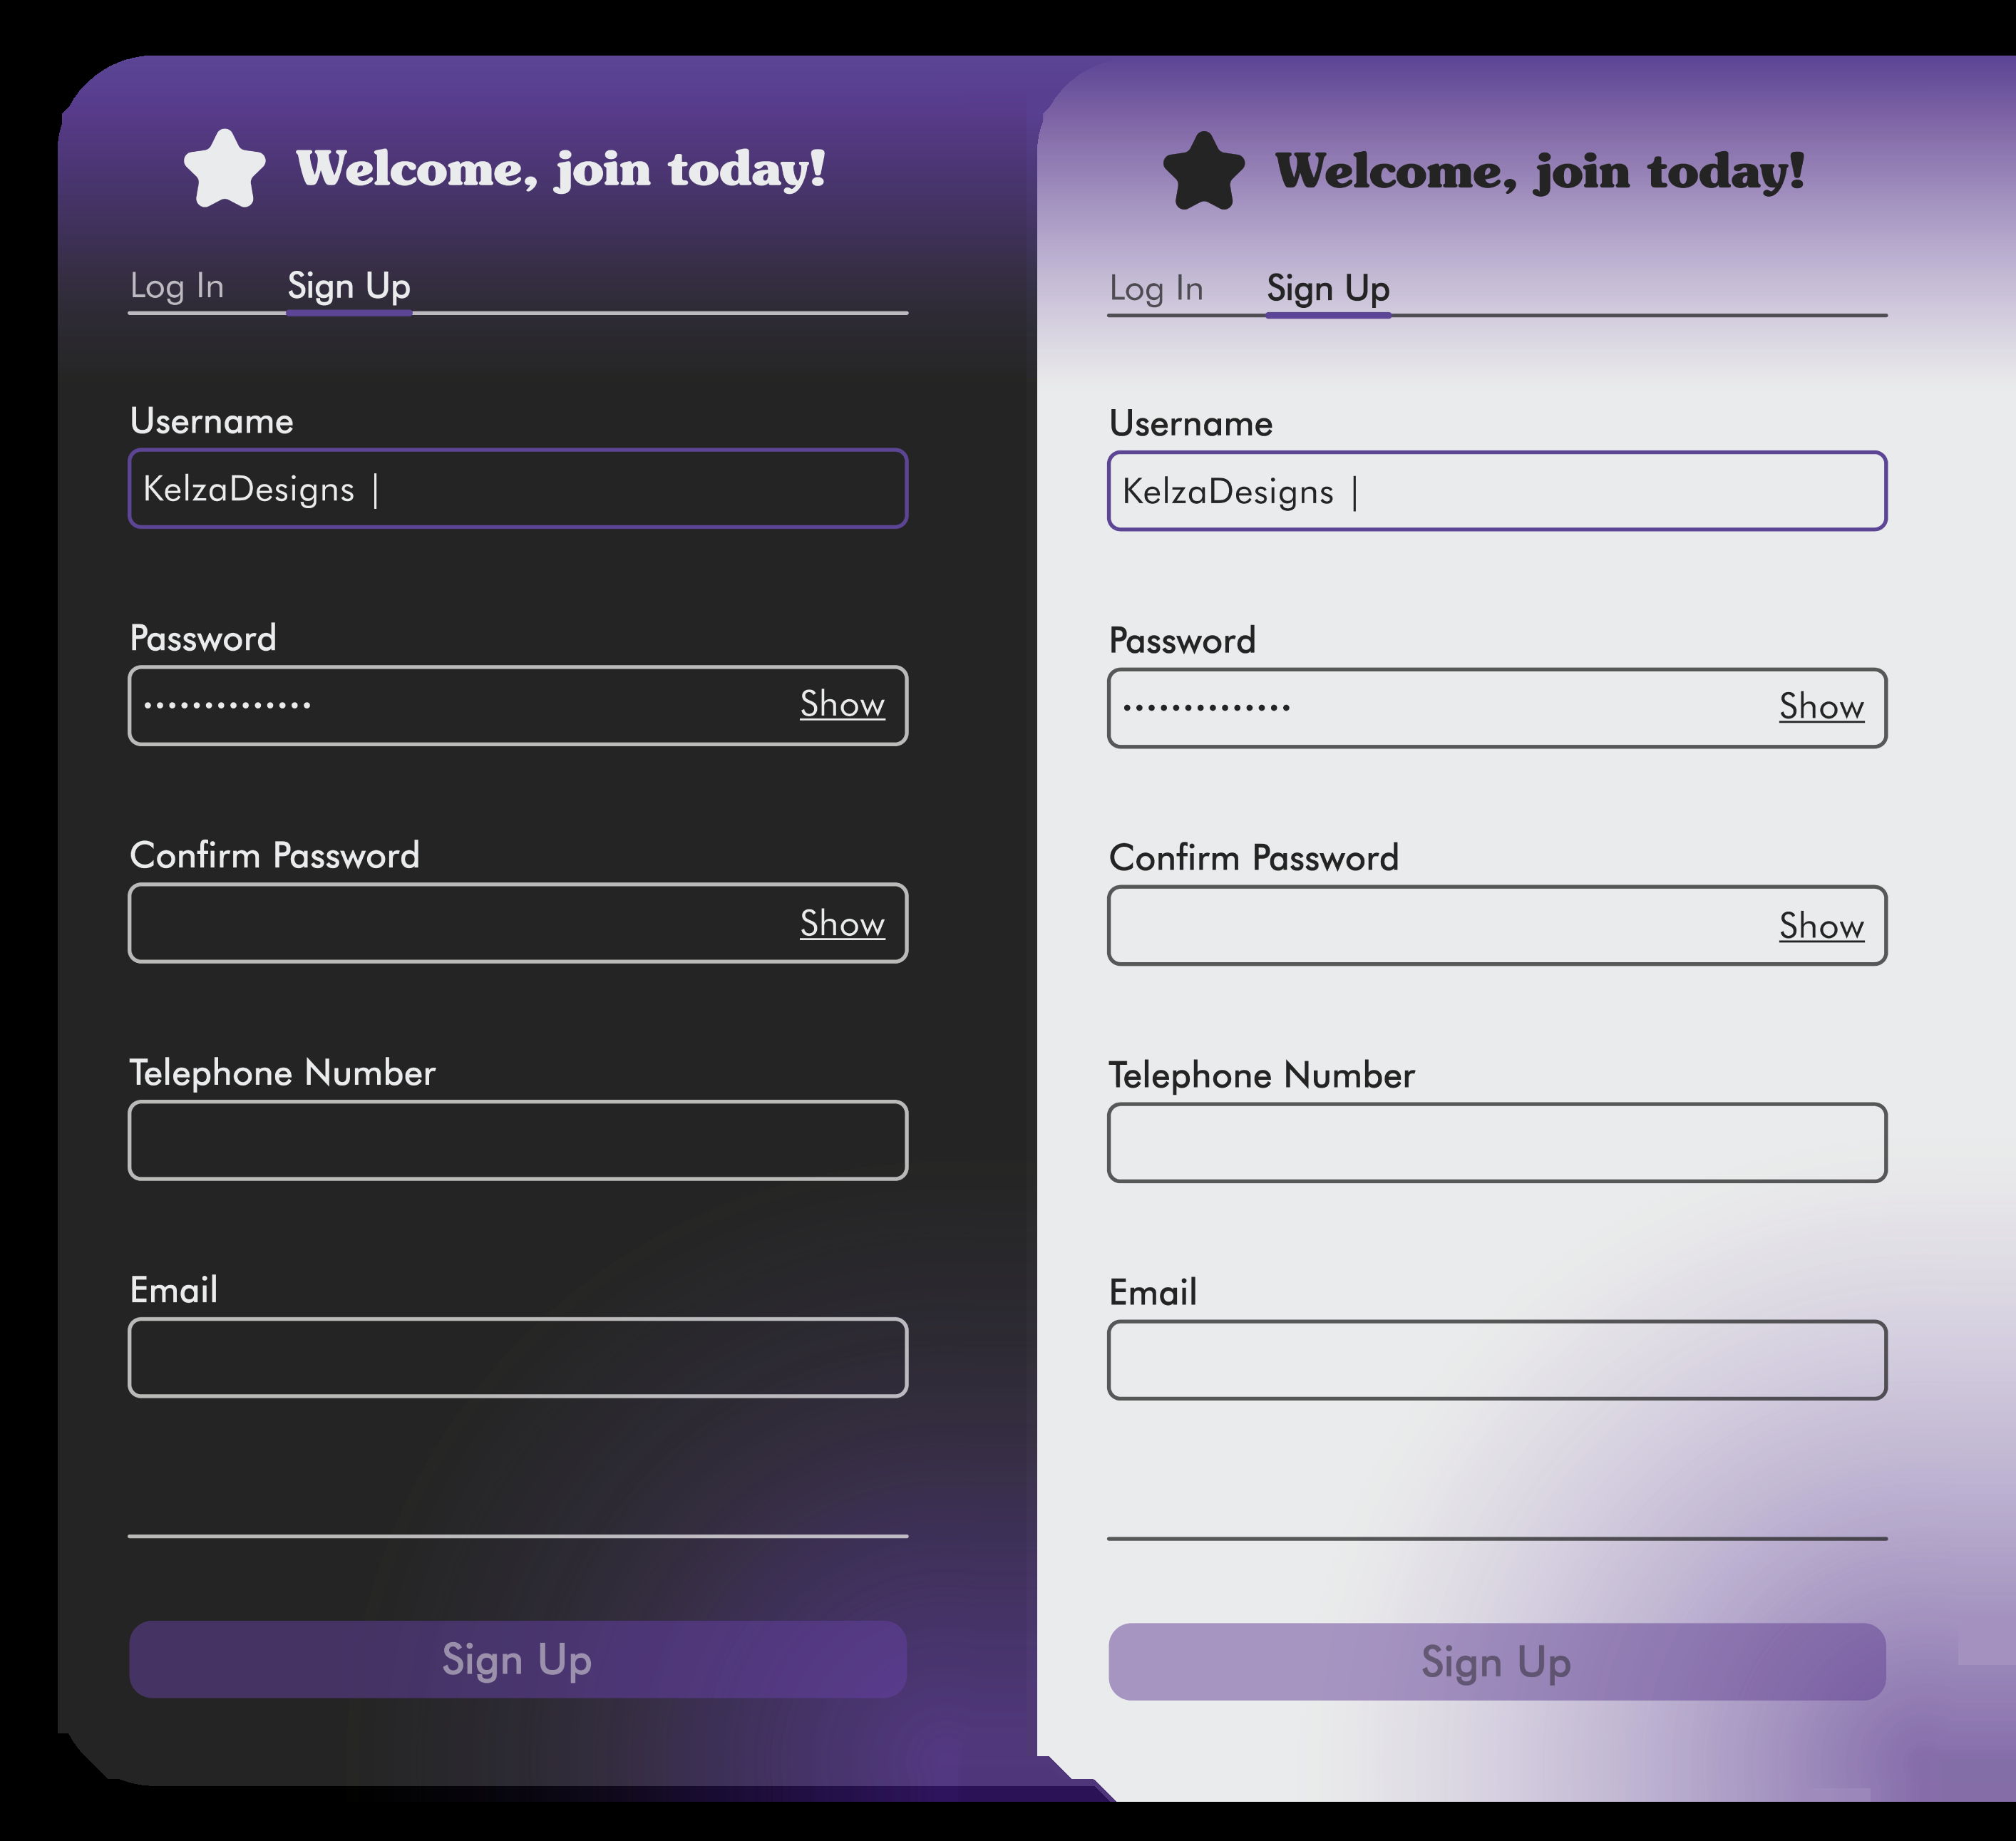 Welcome, join today!
Log In Sign Up
Username
KelzaDesigns |
Password
••••••••••••••
Show
Confirm Password
Show
Telephone Number
Email
Sign Up
Welcome, join today!
Log In Sign Up
Username
KelzaDesigns |
Password
••••••••••••••
Show
Confirm Password
Show
Telephone Number
Email
Sign Up